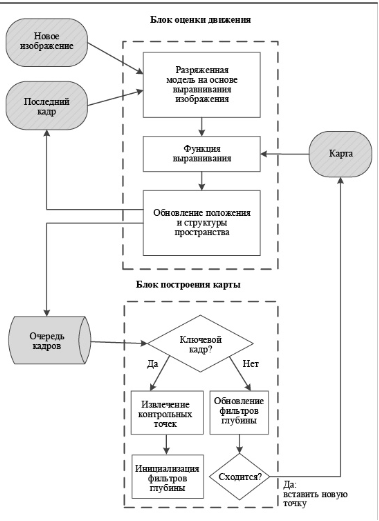 Блок оценки движения
Новое
изображение
Разряженная
модель на основе
выравнивания
изображения
Последний
кадр
Функция
выравнивания
Карта
Обновление положения
и структуры
пространства
Блок построения карты
Очередь
кадров
Ключевой
кадр?
Да
Нет
Извлечение
контрольных
точек
Обновление
фильтров
глубины
Инициализация
фильтров
глубины
Сходится?
Да:
вставить новую
точку